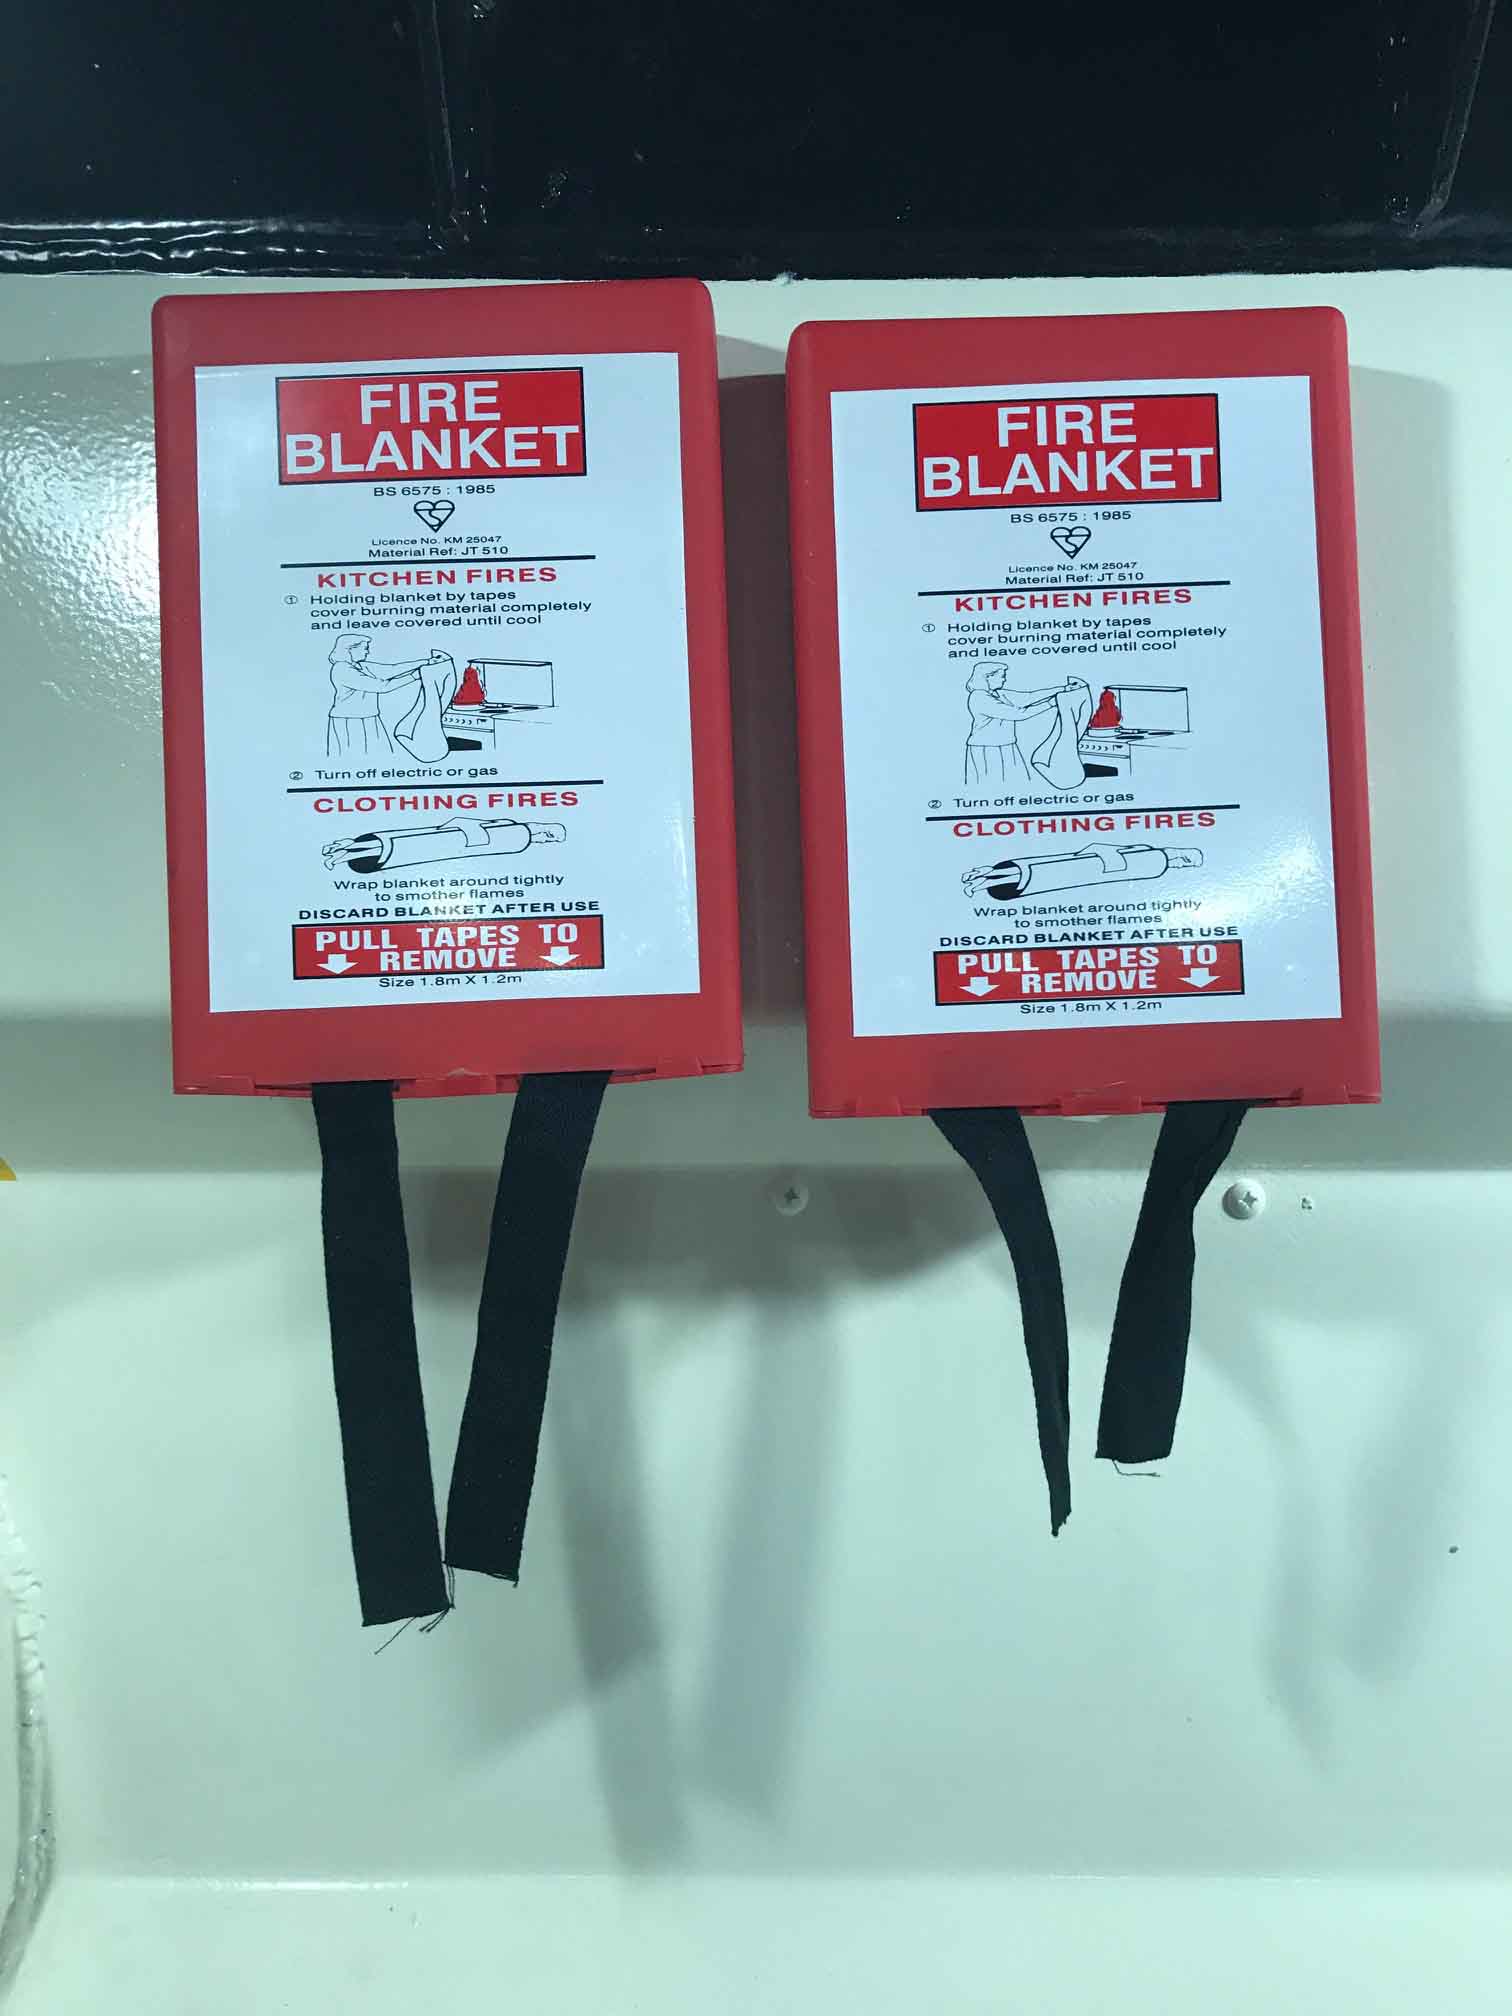 FIRE
BLANKET
BS 6575 : 1985
Licence No. KM 25047
Material Ref: JT 510
KITCHEN FIRES
① Holding blanket by tapes
cover burning material completely
and leave covered until cool
② Turn off electric or gas
CLOTHING FIRES
Wrap blanket around tightly
to smother flames
DISCARD BLANKET AFTER USE
PULL TAPES TO
REMOVE
Size 1.8m X 1.2m
FIRE
BLANKET
BS 6575 : 1985
Licence No. KM 25047
Material Ref: JT 510
KITCHEN FIRES
① Holding blanket by tapes
cover burning material completely
and leave covered until cool
② Turn off electric or gas
CLOTHING FIRES
Wrap blanket around tightly
to smother flames
DISCARD BLANKET AFTER USE
PULL TAPES TO
REMOVE
Size 1.8m X 1.2m